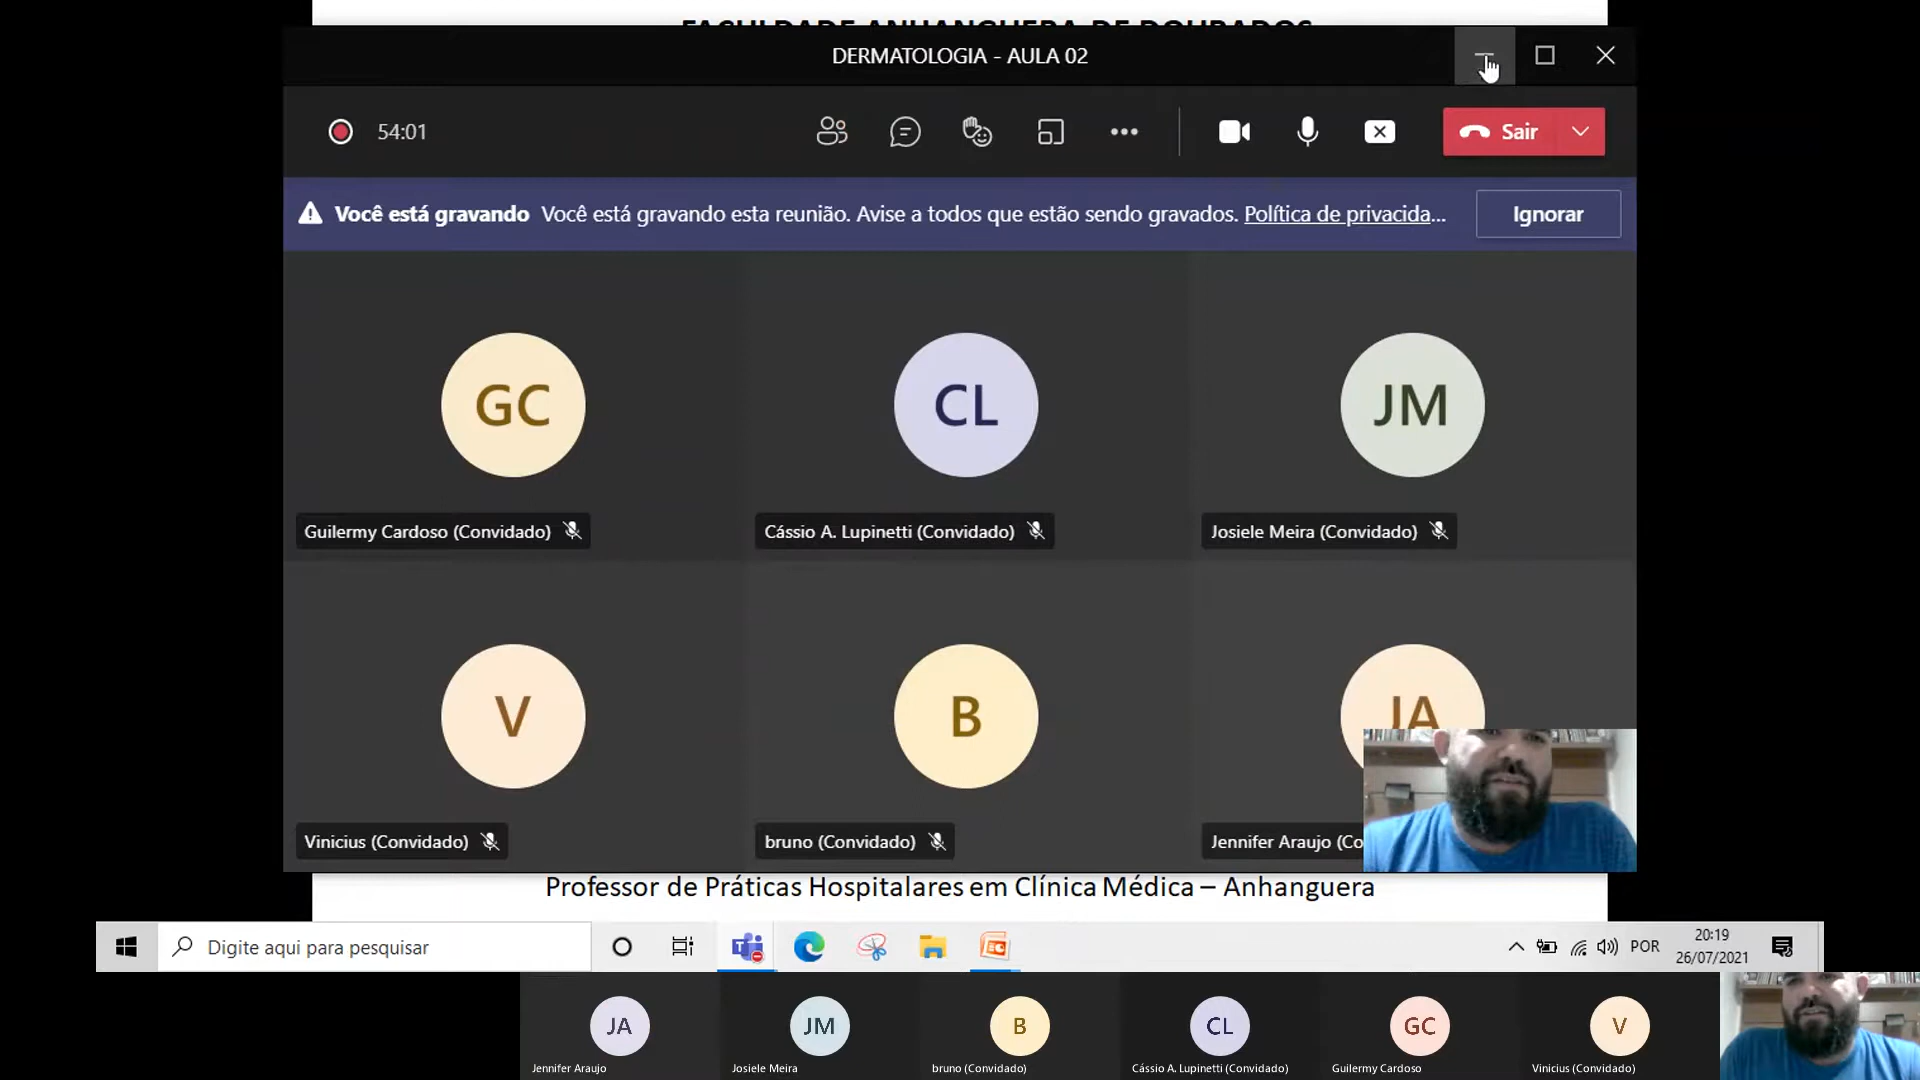 FACULDADE ANHANGUERA DE DOURADOS
DERMATOLOGIA - AULA 02
54:01
Sair
Você está gravando Você está gravando esta reunião. Avise a todos que estão sendo gravados. Política de privacida...
Ignorar
GC
CL
JM
Guilermy Cardoso (Convidado)
Cássio A. Lupinetti (Convidado)
Josiele Meira (Convidado)
V
B
JA
Vinicius (Convidado)
bruno (Convidado)
Jennifer Araujo (Co
Professor de Práticas Hospitalares em Clínica Médica – Anhanguera
Digite aqui para pesquisar
POR
20:19
26/07/2021
JA
JM
B
CL
GC
V
Jennifer Araujo
Josiele Meira
bruno (Convidado)
Cássio A. Lupinetti (Convidado)
Guilermy Cardoso
Vinicius (Convidado)